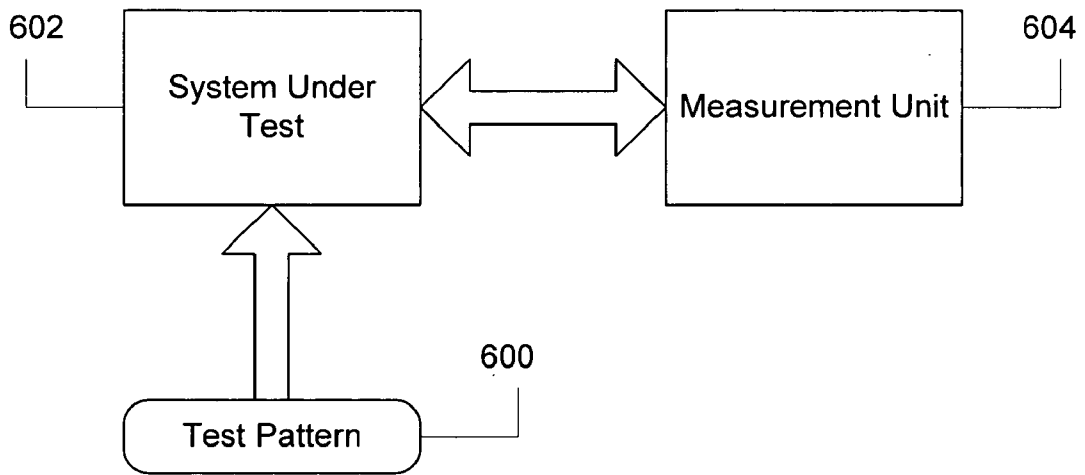 602
604
System Under
Test
Measurement Unit
600
Test Pattern